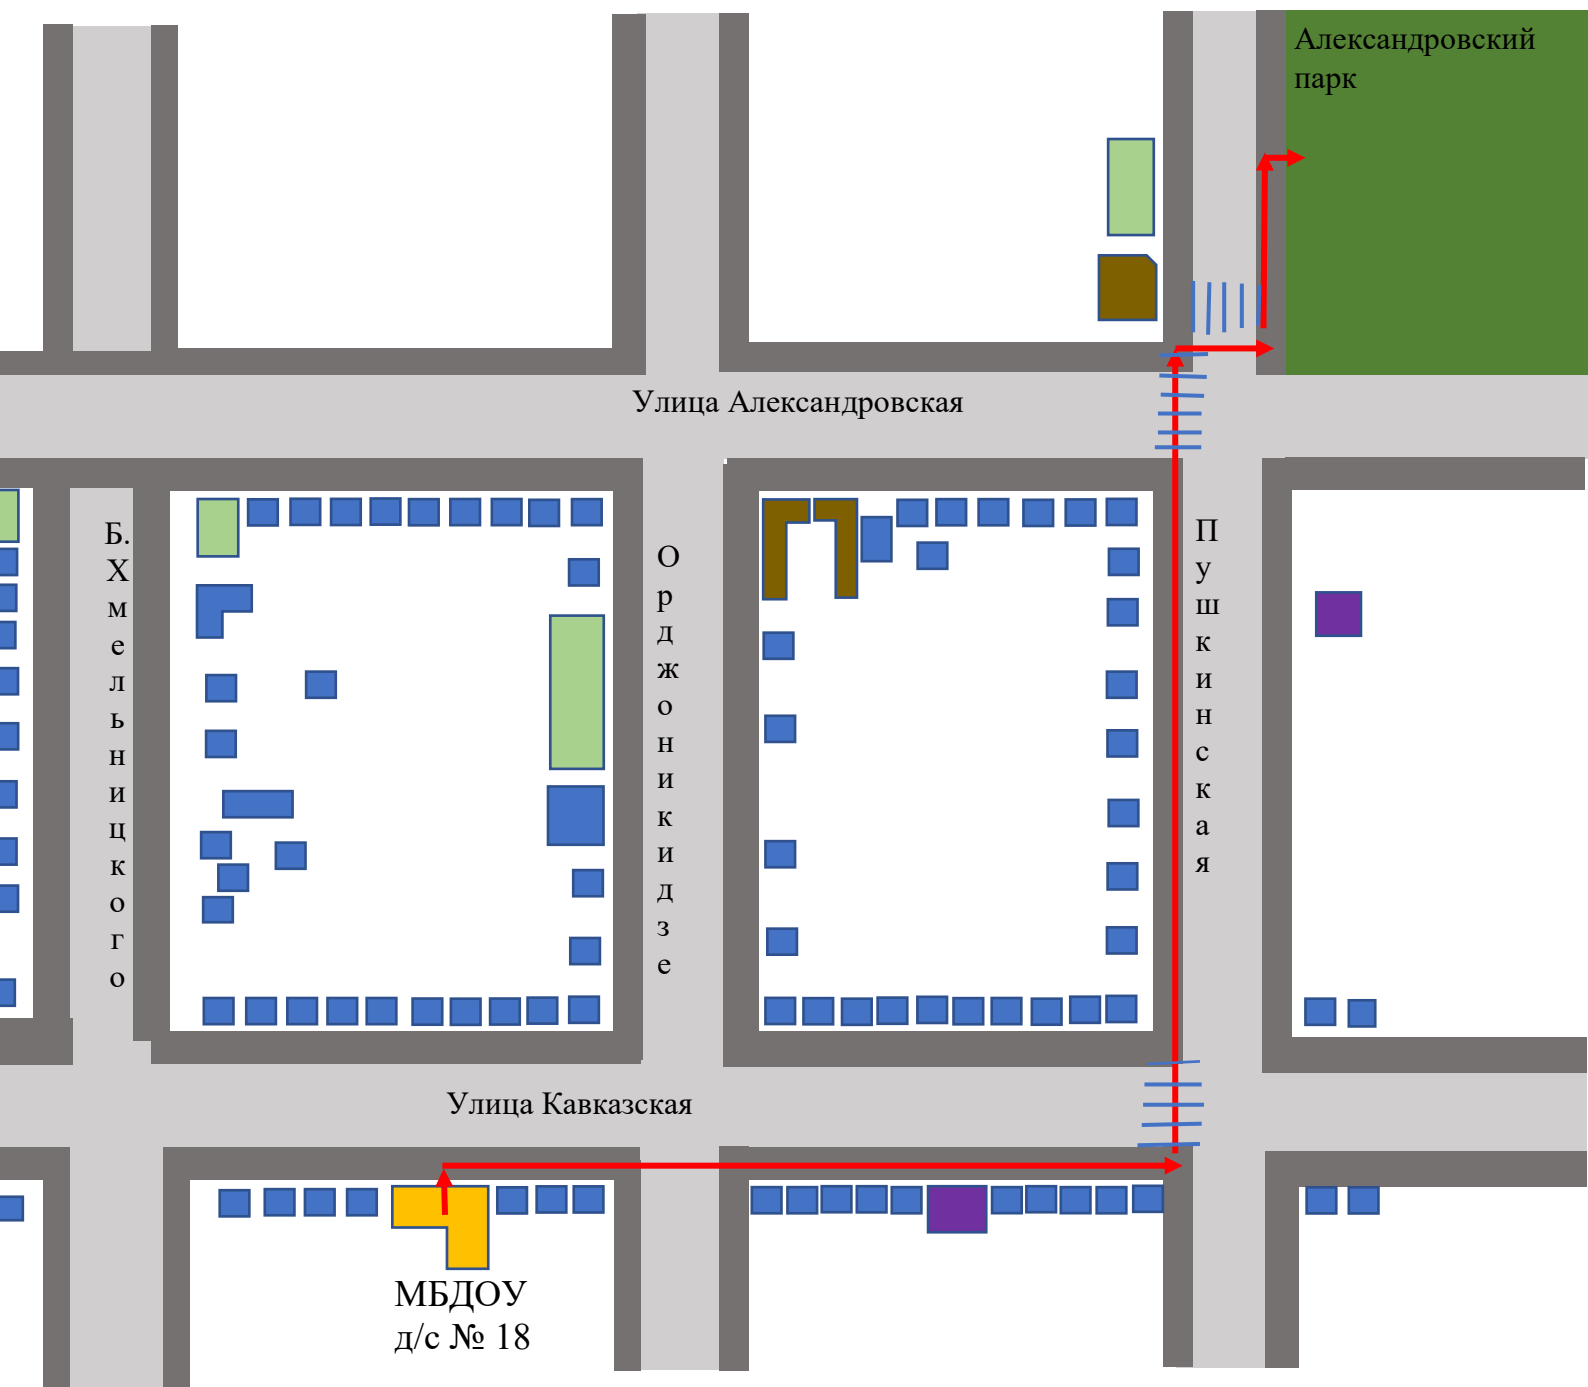 Александровский
парк
Улица Александровская
Б.
Хмельницкого
Орджоникидзе
Пушкинская
Улица Кавказская
МБДОУ
д/с № 18